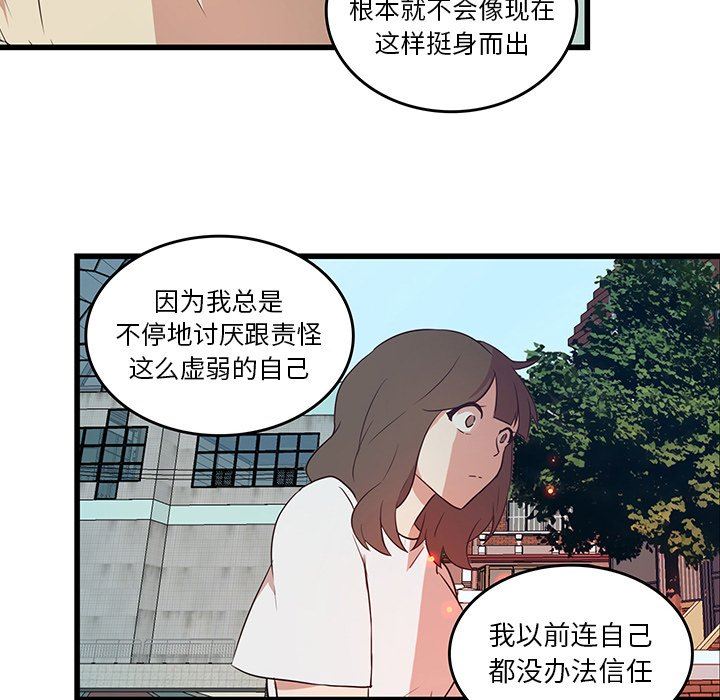 根本就不会像现在
这样挺身而出
因为我总是
不停地讨厌跟责怪
这么虚弱的自己
我以前连自己
都没办法信任